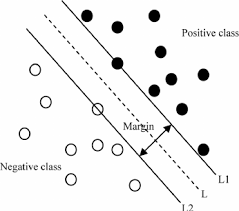 Positive class
Margin
Negative class
L1
L
L2